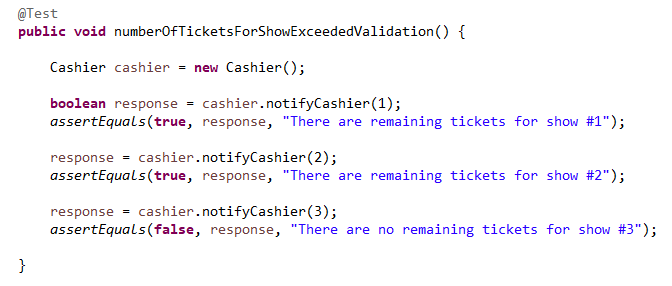 @Test
public void numberOfTicketsForShowExceededValidation() {
Cashier cashier = new Cashier();
boolean response = cashier.notifyCashier(1);
assertEquals(true, response, "There are remaining tickets for show #1");
response = cashier.notifyCashier(2);
assertEquals(true, response, "There are remaining tickets for show #2");
response = cashier.notifyCashier(3);
assertEquals(false, response, "There are no remaining tickets for show #3");
}